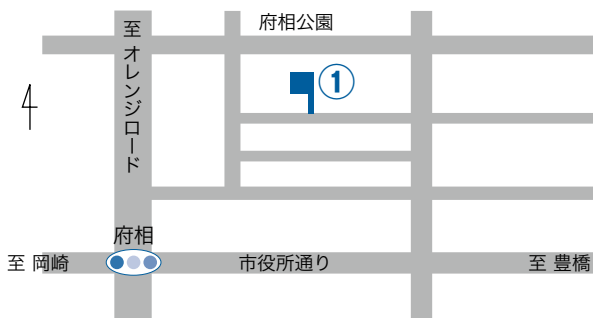 府相公園
至 オレンジロード
①
府相
至 岡崎
市役所通り
至 豊橋